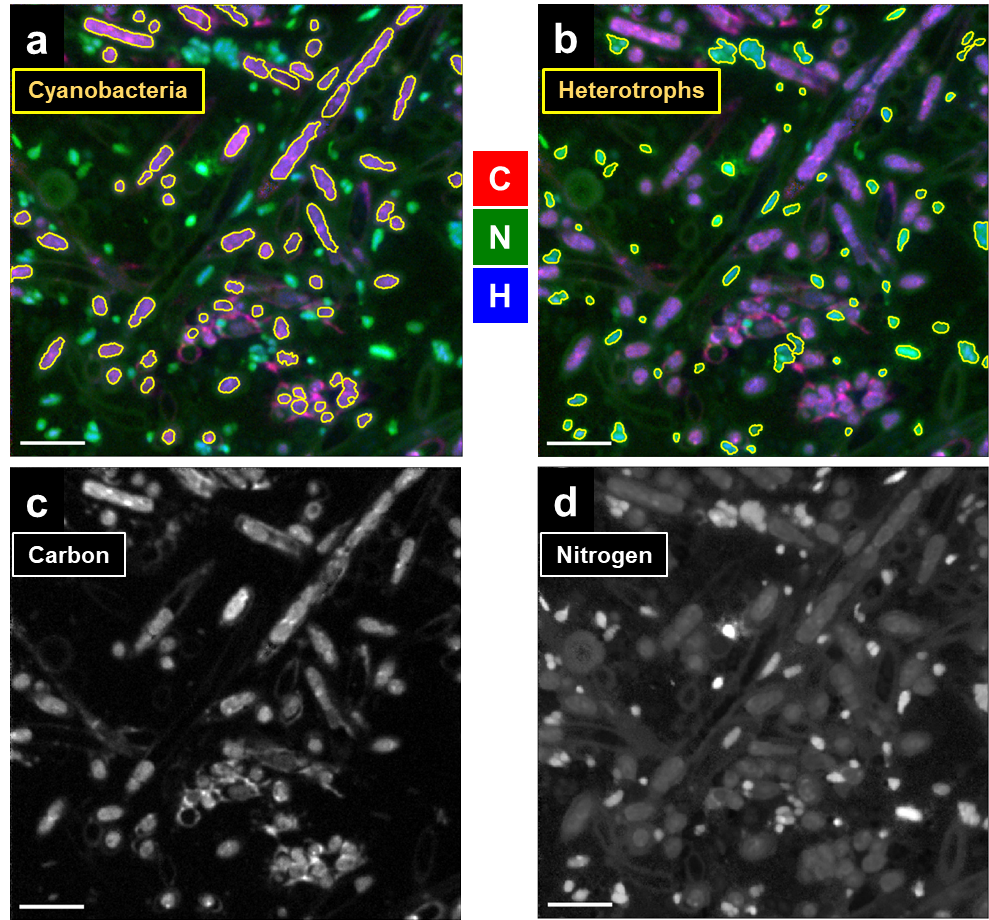 a
Cyanobacteria
b
Heterotrophs
C
N
H
c
Carbon
d
Nitrogen